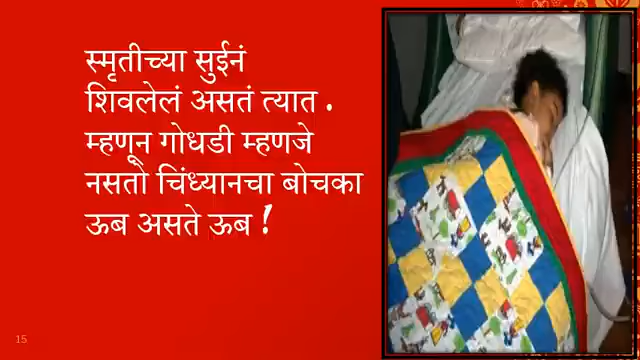 स्मृतीच्या सुईनं
शिवलेलं असतं त्यात .
म्हणून गोधडी म्हणजे
नसतो चिंध्यानचा बोचका
ऊब असते ऊब !
15